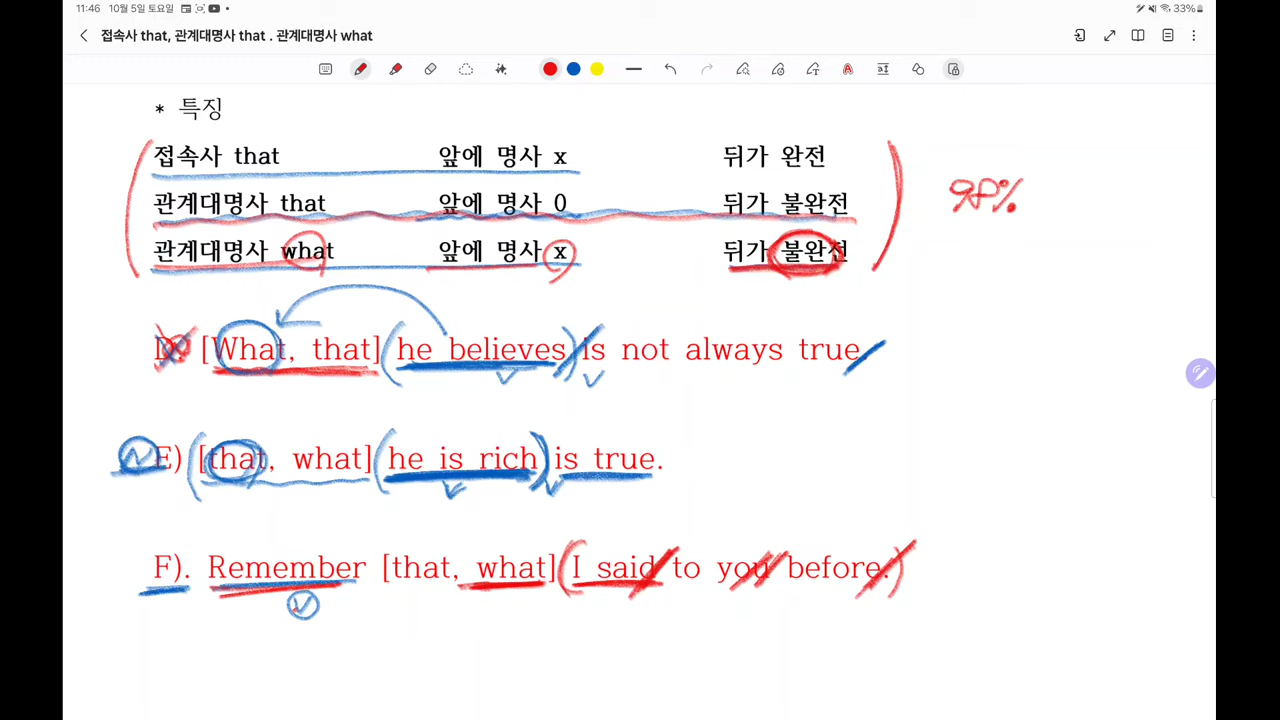 11:46 10월 5일 토요일 33%
접속사 that, 관계대명사 that . 관계대명사 what
* 특징
접속사 that 앞에 명사 x 뒤가 완전
관계대명사 that 앞에 명사 0 뒤가 불완전
98%
관계대명사 what 앞에 명사 x 뒤가 불완전
D). [What, that] he believes is not always true.
E) [that, what] he is rich is true.
F). Remember [that, what] I said to you before.